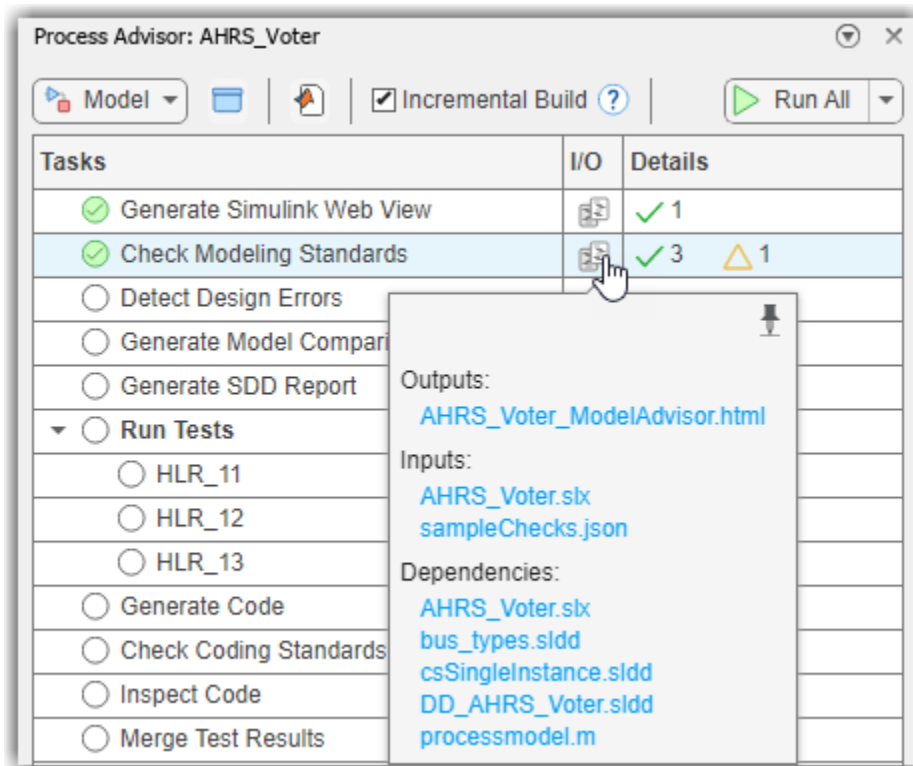 Process Advisor: AHRS_Voter
Model
Incremental Build ?
Run All
Tasks I/O Details
Generate Simulink Web View 1
Check Modeling Standards 3 1
Detect Design Errors
Generate Model Compari
Generate SDD Report
Run Tests
HLR_11
HLR_12
HLR_13
Generate Code
Check Coding Standards
Inspect Code
Merge Test Results
Outputs:
AHRS_Voter_ModelAdvisor.html
Inputs:
AHRS_Voter.slx
sampleChecks.json
Dependencies:
AHRS_Voter.slx
bus_types.sldd
csSingleInstance.sldd
DD_AHRS_Voter.sldd
processmodel.m